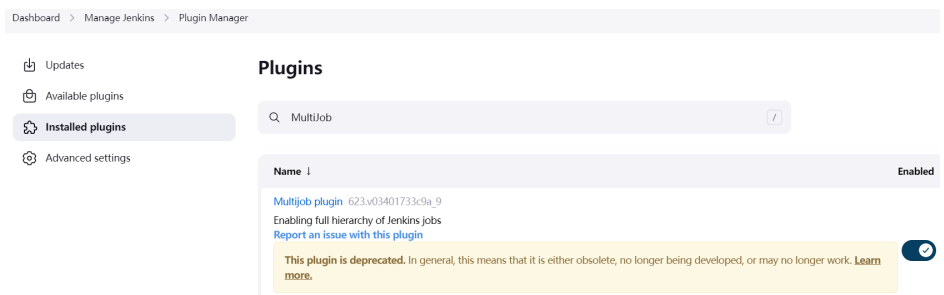 Dashboard > Manage Jenkins > Plugin Manager
Updates
Available plugins
Installed plugins
Advanced settings
Plugins
MultiJob /
Name ↓ Enabled
Multijob plugin 623.v03401733c9a_9
Enabling full hierarchy of Jenkins jobs
Report an issue with this plugin
This plugin is deprecated. In general, this means that it is either obsolete, no longer being developed, or may no longer work. Learn
more.